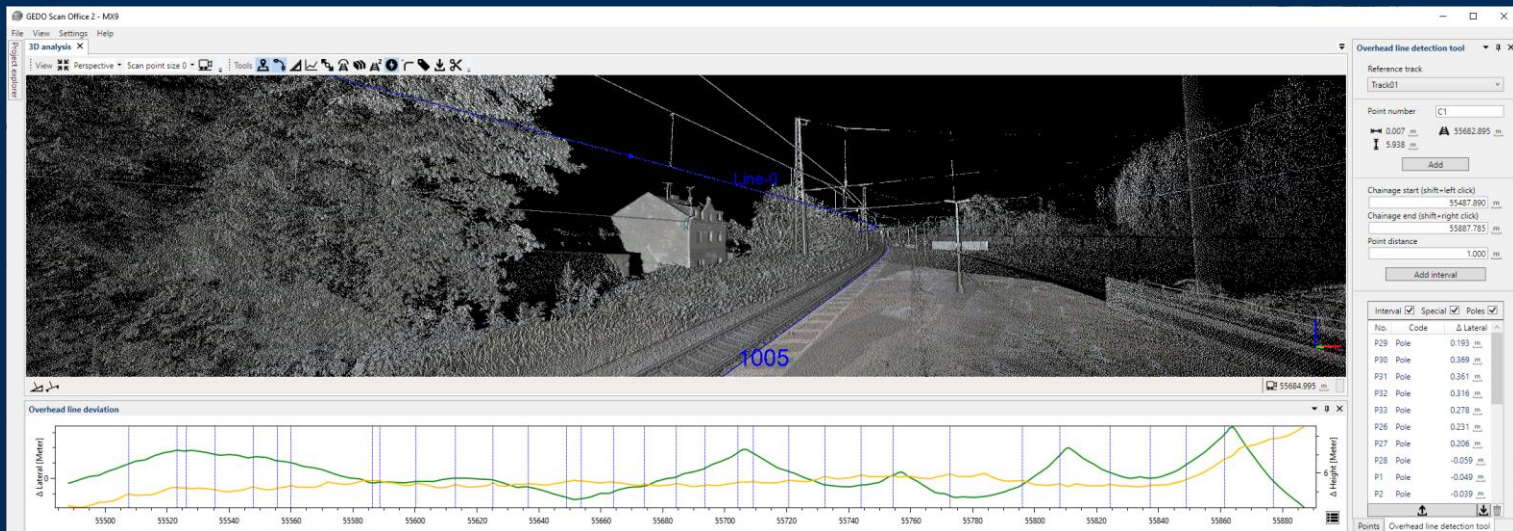 GEDO Scan Office 2 - MX9
File View Settings Help
Project explorer
3D analysis
View Perspective Scan point size 0 Tools
Line-0
1005
55684.995 m
Overhead line deviation
Δ Lateral [Meter]
0
6
Δ Height [Meter]
55500 55520 55540 55560 55580 55600 55620 55640 55660 55680 55700 55720 55740 55760 55780 55800 55820 55840 55860 55880
Overhead line detection tool
Reference track
Track01
Point number C1
0.007 m 55682.895 m
5.938 m
Add
Chainage start (shift+left click)
55487.890 m
Chainage end (shift+right click)
55887.785 m
Point distance
1.000 m
Add interval
Interval Special Poles
No. Code Δ Lateral
P29 Pole 0.193 m
P30 Pole 0.369 m
P31 Pole 0.361 m
P32 Pole 0.316 m
P33 Pole 0.278 m
P26 Pole 0.231 m
P27 Pole 0.206 m
P28 Pole -0.059 m
P1 Pole -0.049 m
P2 Pole -0.039 m
Points Overhead line detection tool